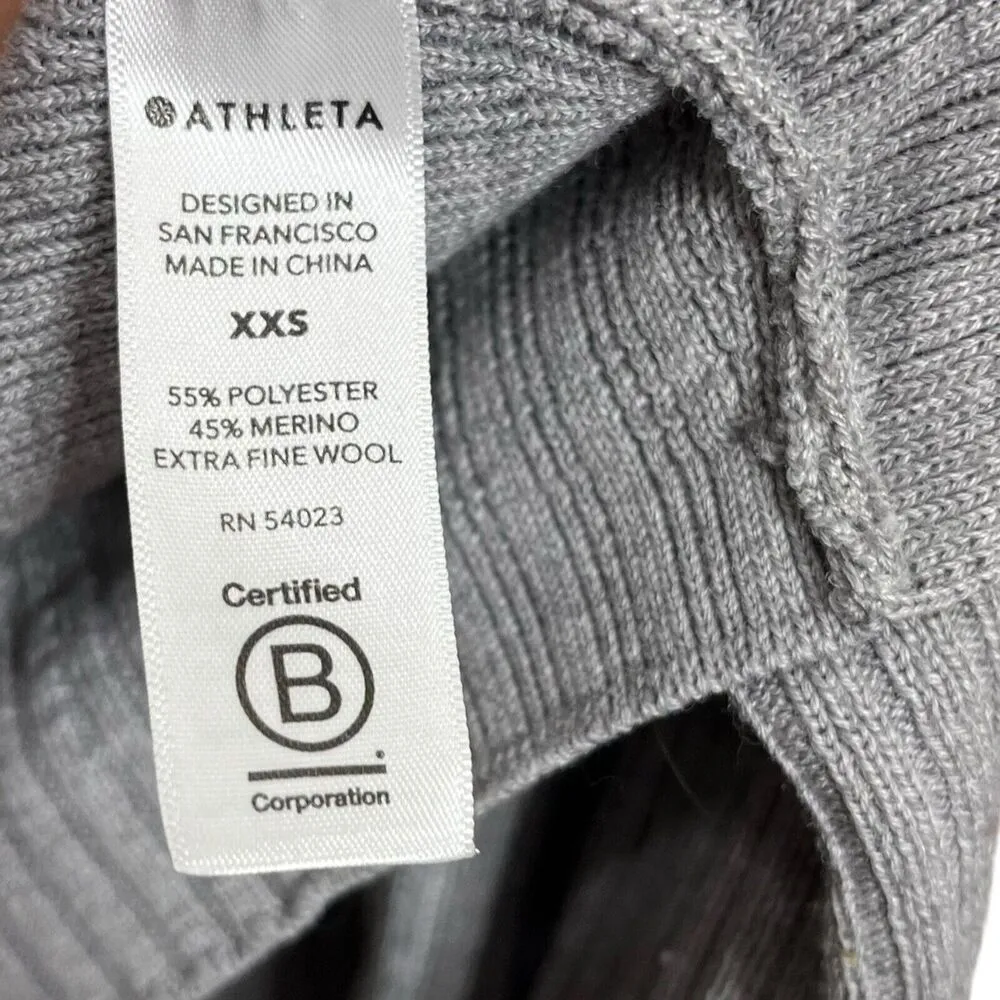 ATHLETA
DESIGNED IN
SAN FRANCISCO
MADE IN CHINA
XXS
55% POLYESTER
45% MERINO
EXTRA FINE WOOL
RN 54023
Certified
B
Corporation